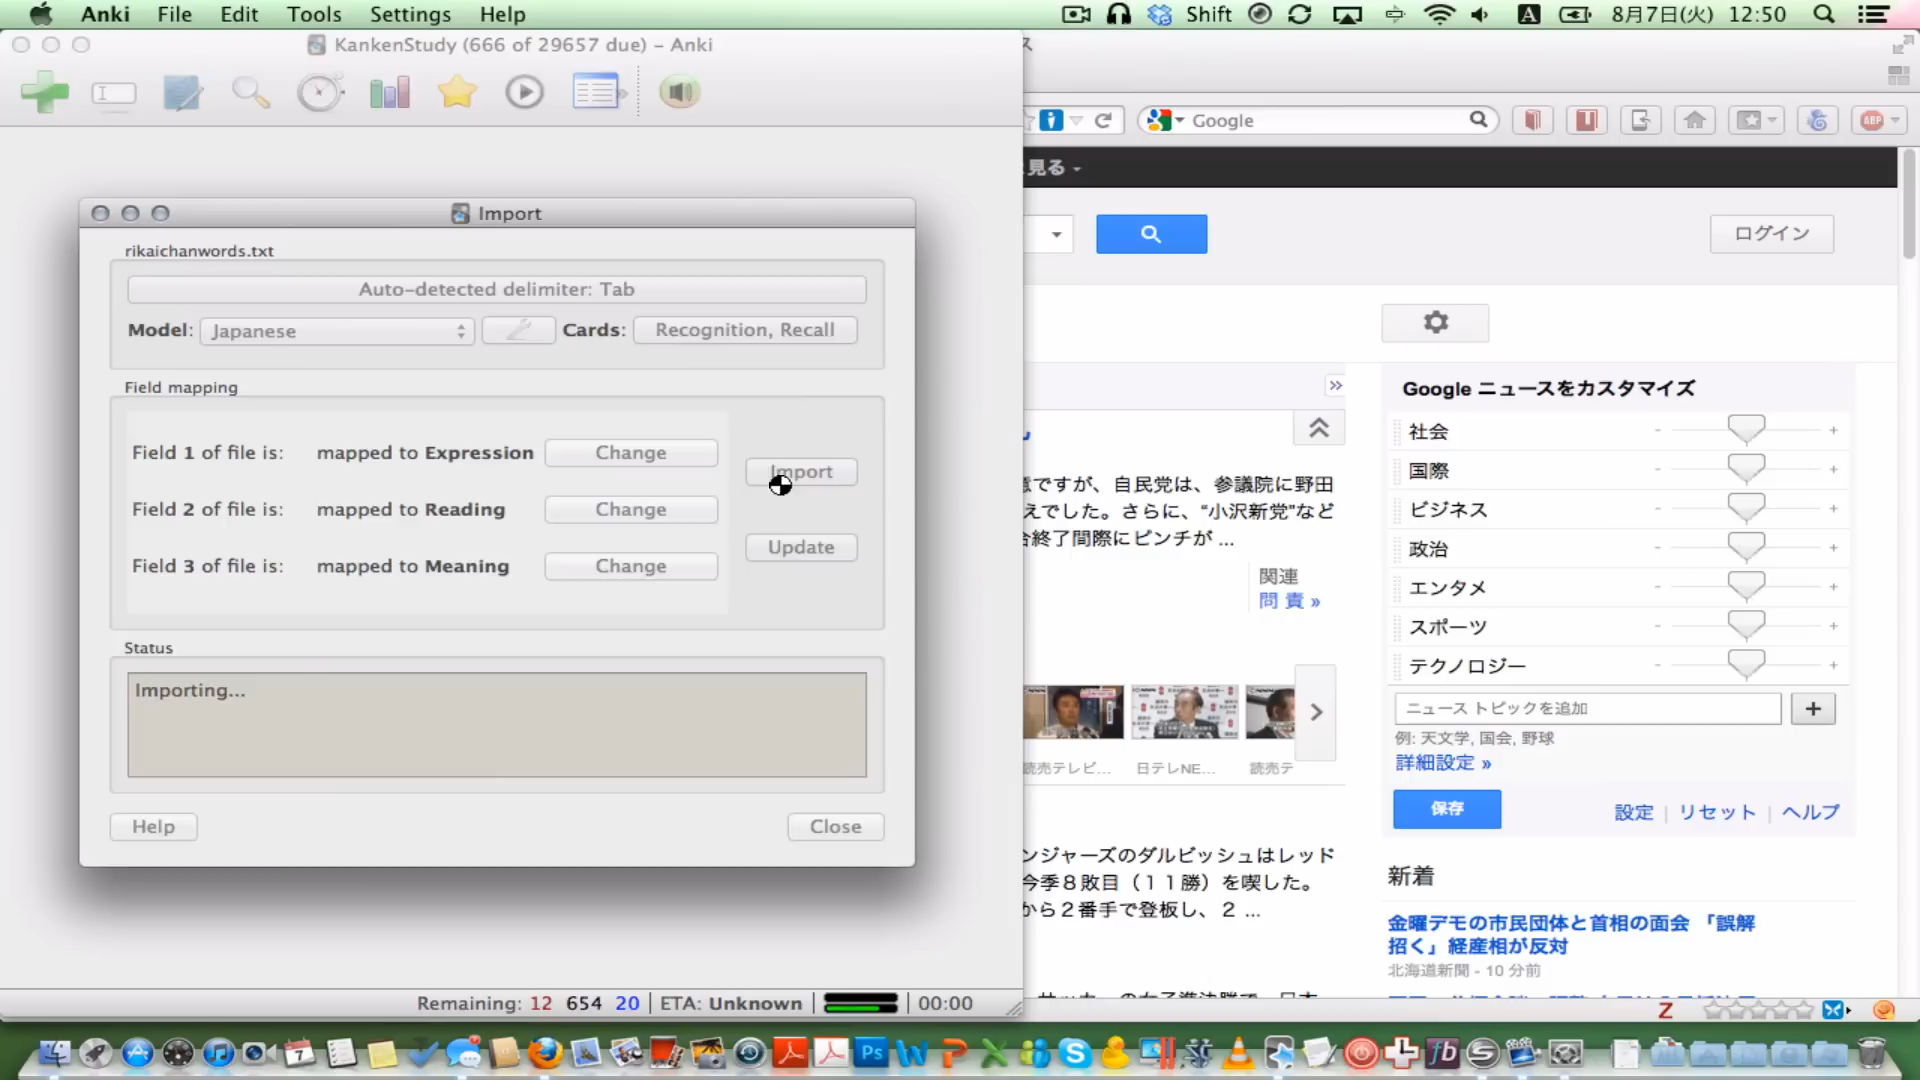 Anki File Edit Tools Settings Help
Shift
A
8月7日(火) 12:50
KankenStudy (666 of 29657 due) – Anki
Google
ABP
見る
Import
rikaichanwords.txt
Auto-detected delimiter: Tab
Model: Japanese
Cards: Recognition, Recall
Field mapping
Field 1 of file is: mapped to Expression Change
Field 2 of file is: mapped to Reading Change
Field 3 of file is: mapped to Meaning Change
Import
Update
Status
Importing...
Help
Close
Remaining: 12 654 20 ETA: Unknown 00:00
ログイン
ですが、自民党は、参議院に野田
えでした。さらに、“小沢新党”など
終了間際にピンチが ...
関連
問責 »
読売テレビ...
日テレNE...
読売テ
ンジャーズのダルビッシュはレッド
今季８敗目（１１勝）を喫した。
から２番手で登板し、２ ...
Google ニュースをカスタマイズ
社会 - +
国際 - +
ビジネス - +
政治 - +
エンタメ - +
スポーツ - +
テクノロジー - +
ニュース トピックを追加
+
例: 天文学, 国会, 野球
詳細設定 »
保存
設定 | リセット | ヘルプ
新着
金曜デモの市民団体と首相の面会 「誤解
招く」経産相が反対
北海道新聞 - 10 分前
Z
7
Ps
fb